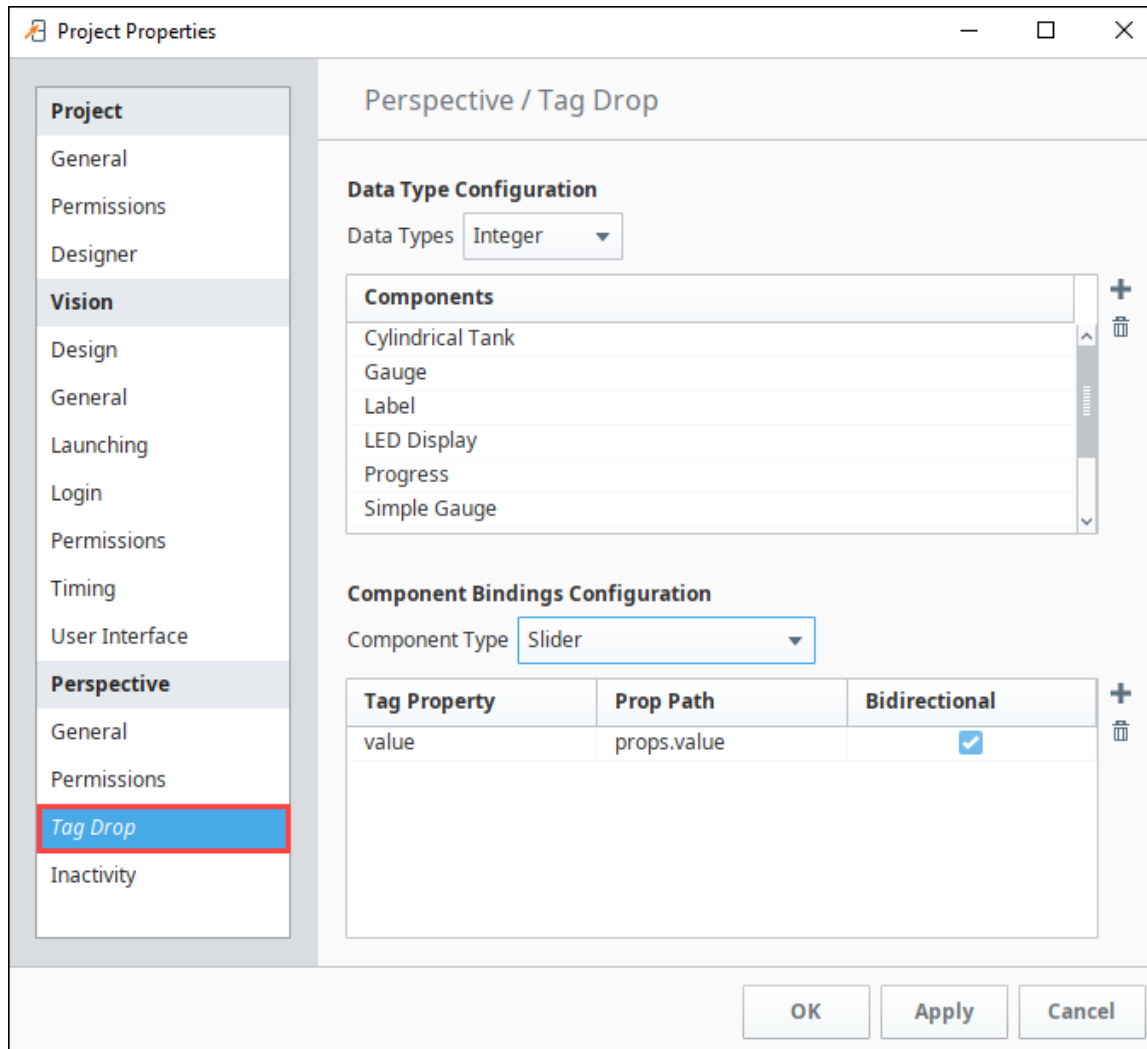 Project Properties
Project
General
Permissions
Designer
Vision
Design
General
Launching
Login
Permissions
Timing
User Interface
Perspective
General
Permissions
Tag Drop
Inactivity
Perspective / Tag Drop
Data Type Configuration
Data Types Integer
Components
Cylindrical Tank
Gauge
Label
LED Display
Progress
Simple Gauge
Component Bindings Configuration
Component Type Slider
Tag Property Prop Path Bidirectional
value props.value
OK Apply Cancel